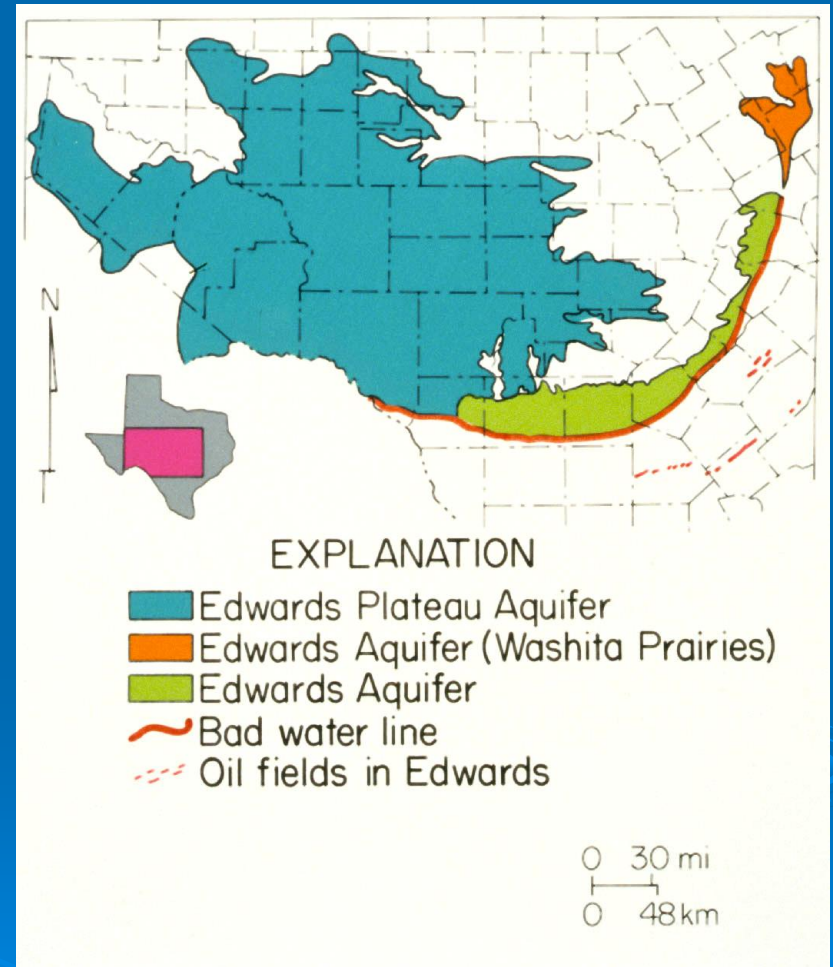 N
EXPLANATION
Edwards Plateau Aquifer
Edwards Aquifer (Washita Prairies)
Edwards Aquifer
Bad water line
Oil fields in Edwards
0 30 mi
0 48 km